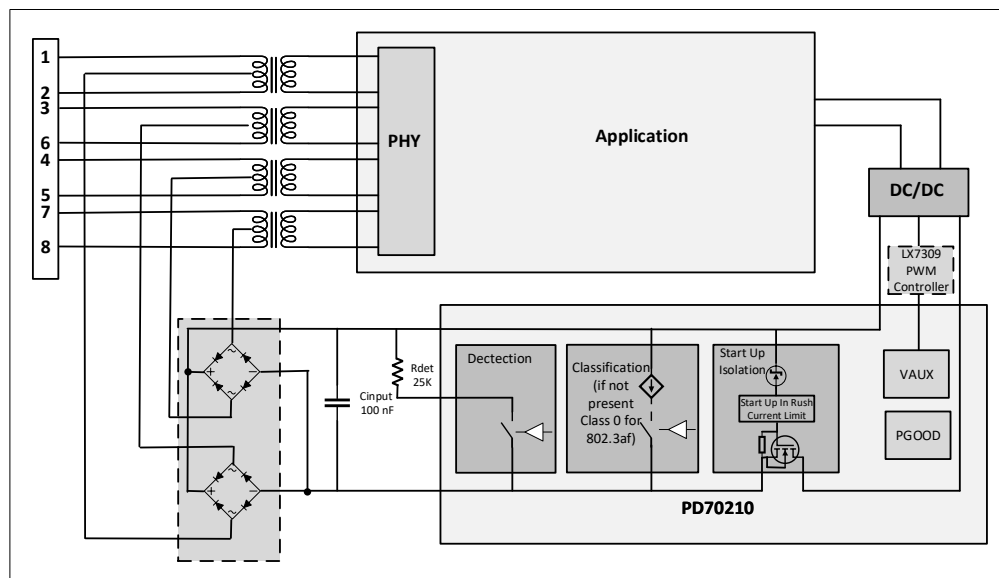 1
2
3
6
4
5
7
8
PHY
Application
DC/DC
LX7309
PWM
Controller
VAUX
PGOOD
~
+
−
~
~
+
−
~
Cinput
100 nF
Rdet
25K
Dectection
Classification
(if not
present
Class 0 for
802.3af)
Start Up
Isolation
Start Up In Rush
Current Limit
PD70210